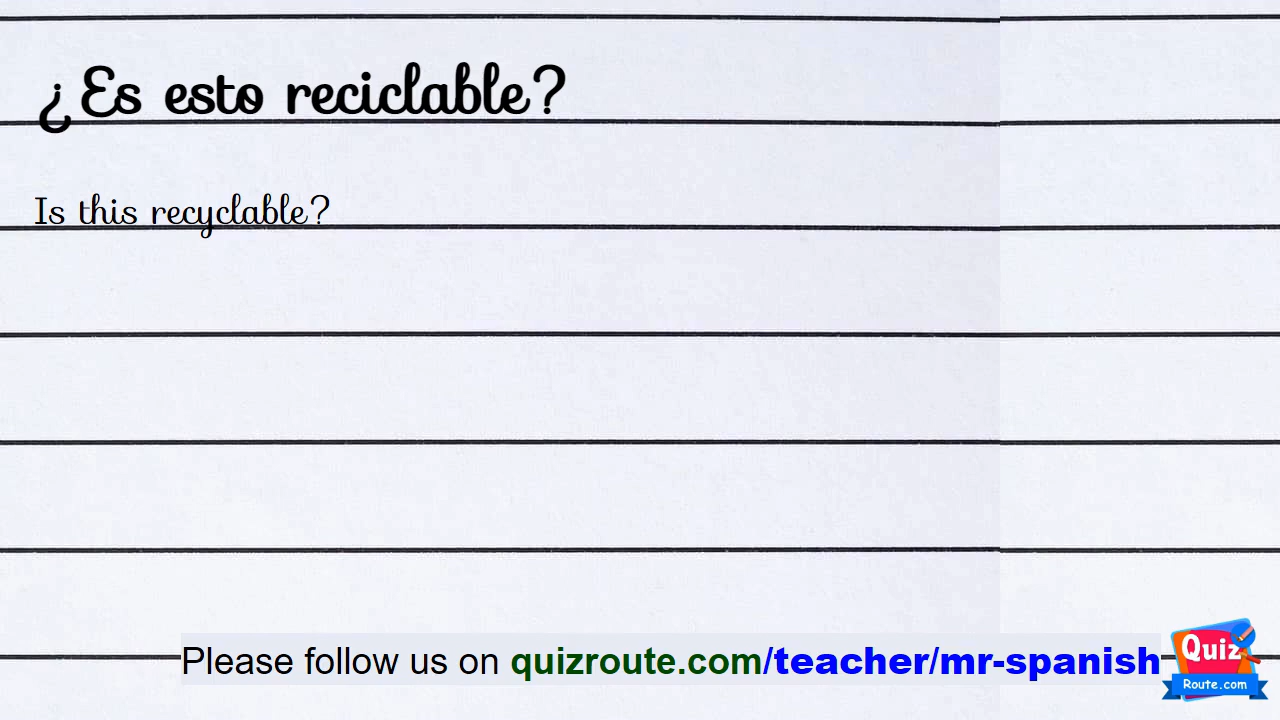 ¿Es esto reciclable?
Is this recyclable?
Please follow us on quizroute.com/teacher/mr-spanish
Quiz
Route.com